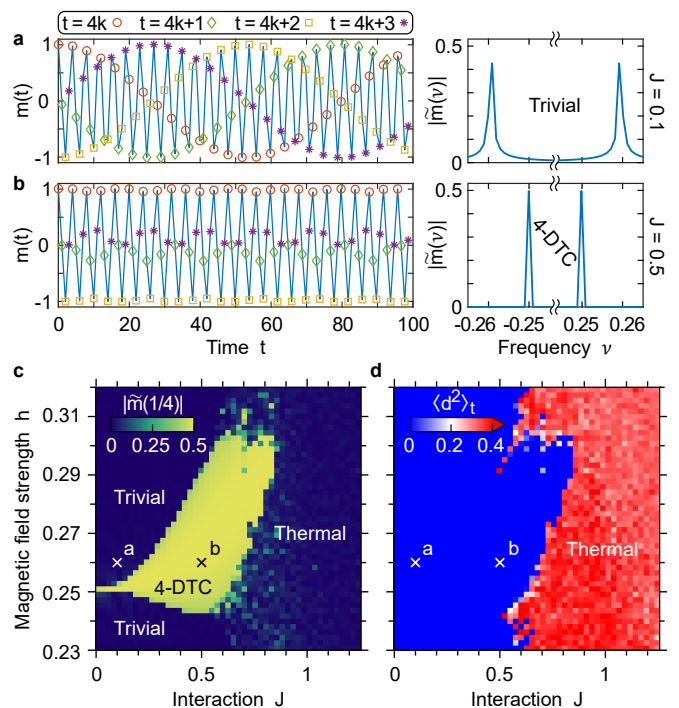 t = 4k t = 4k+1 t = 4k+2 t = 4k+3
a
m(t)
1
0
-1
|m̃(ν)|
0.5
0
Trivial
J = 0.1
b
m(t)
1
0
-1
0 20 40 60 80 100
Time t
|m̃(ν)|
0.5
0
4-DTC
J = 0.5
-0.26 -0.25 0.25 0.26
Frequency ν
c
Magnetic field strength h
0.31
0.29
0.27
0.25
0.23
|m̃(1/4)|
0 0.25 0.5
Trivial
a
b
Thermal
4-DTC
Trivial
0 0.5 1
Interaction J
d
⟨d²⟩t
0 0.2 0.4
a
b
Thermal
0 0.5 1
Interaction J